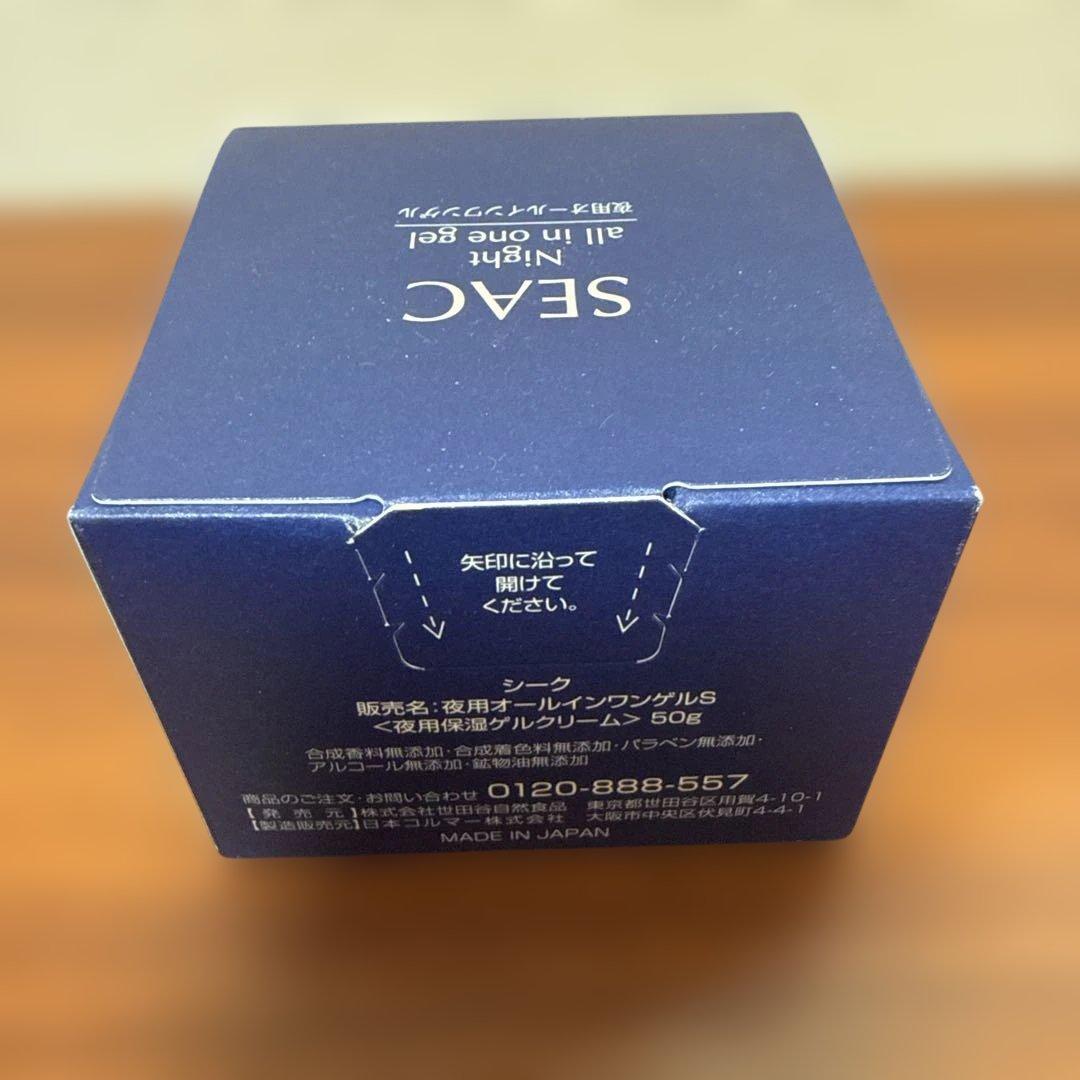 SEAC
Night
all in one gel
夜用オールインワンゲル
矢印に沿って
開けて
ください。
シーク
販売名：夜用オールインワンゲルS
＜夜用保湿ゲルクリーム＞ 50g
合成香料無添加・合成着色料無添加・パラベン無添加・
アルコール無添加・鉱物油無添加
商品のご注文・お問い合わせ 0120-888-557
【発売元】株式会社世田谷自然食品 東京都世田谷区用賀4-10-1
【製造販売元】日本コルマー株式会社 大阪市中央区伏見町4-4-1
MADE IN JAPAN